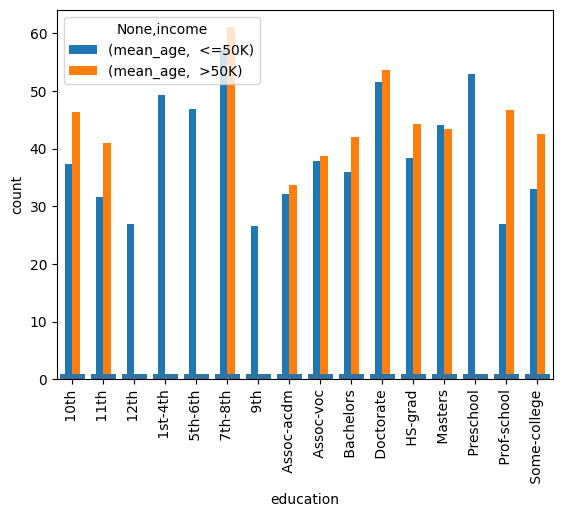 None,income
(mean_age,  <=50K)
(mean_age,  >50K)
count
60
50
40
30
20
10
0
10th
11th
12th
1st-4th
5th-6th
7th-8th
9th
Assoc-acdm
Assoc-voc
Bachelors
Doctorate
HS-grad
Masters
Preschool
Prof-school
Some-college
education